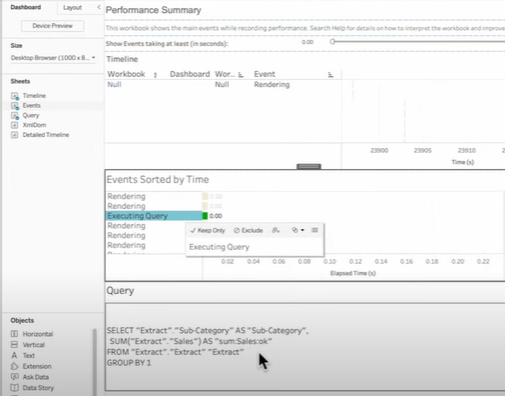 Dashboard Layout
Device Preview
Size
Desktop Browser (1000 x 8...
Sheets
Timeline
Events
Query
XmlDom
Detailed Timeline
Objects
Horizontal
Vertical
A Text
Extension
Ask Data
Data Story
Performance Summary
This workbook shows the main events while recording performance. Search Help for details on how to interpret the workbook and improve
Show Events taking at least (in seconds): 0.00
Timeline
Workbook Dashboard Wor.. Event
Null Null Rendering
23900 23905 23910
Time (s)
Events Sorted by Time
Rendering 0.00
Rendering 0.00
Executing Query 0.00
Rendering
Keep Only Exclude
Rendering
Executing Query
Rendering
0.02 0.04 0.06 0.08 0.10 0.12 0.14 0.16 0.18 0.20 0.22
Elapsed Time (s)
Query
SELECT "Extract"."Sub-Category" AS "Sub-Category",
SUM("Extract"."Sales") AS "sum:Sales:ok"
FROM "Extract"."Extract" "Extract"
GROUP BY 1